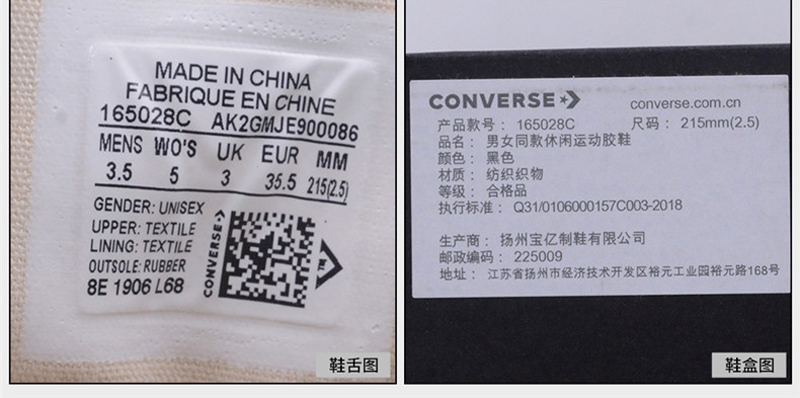 MADE IN CHINA
FABRIQUE EN CHINE
165028C AK2GMJE900086
MENS WO'S UK EUR MM
3.5 5 3 35.5 215(2.5)
GENDER: UNISEX
UPPER: TEXTILE
LINING: TEXTILE
OUTSOLE: RUBBER
8E 1906 L68
CONVERSE
鞋舌图
CONVERSE
converse.com.cn
产品款号： 165028C 尺码： 215mm(2.5)
品名： 男女同款休闲运动胶鞋
颜色： 黑色
材质： 纺织织物
等级： 合格品
执行标准： Q31/0106000157C003-2018
生产商： 扬州宝亿制鞋有限公司
邮政编码： 225009
地址： 江苏省扬州市经济技术开发区裕元工业园裕元路168号
鞋盒图